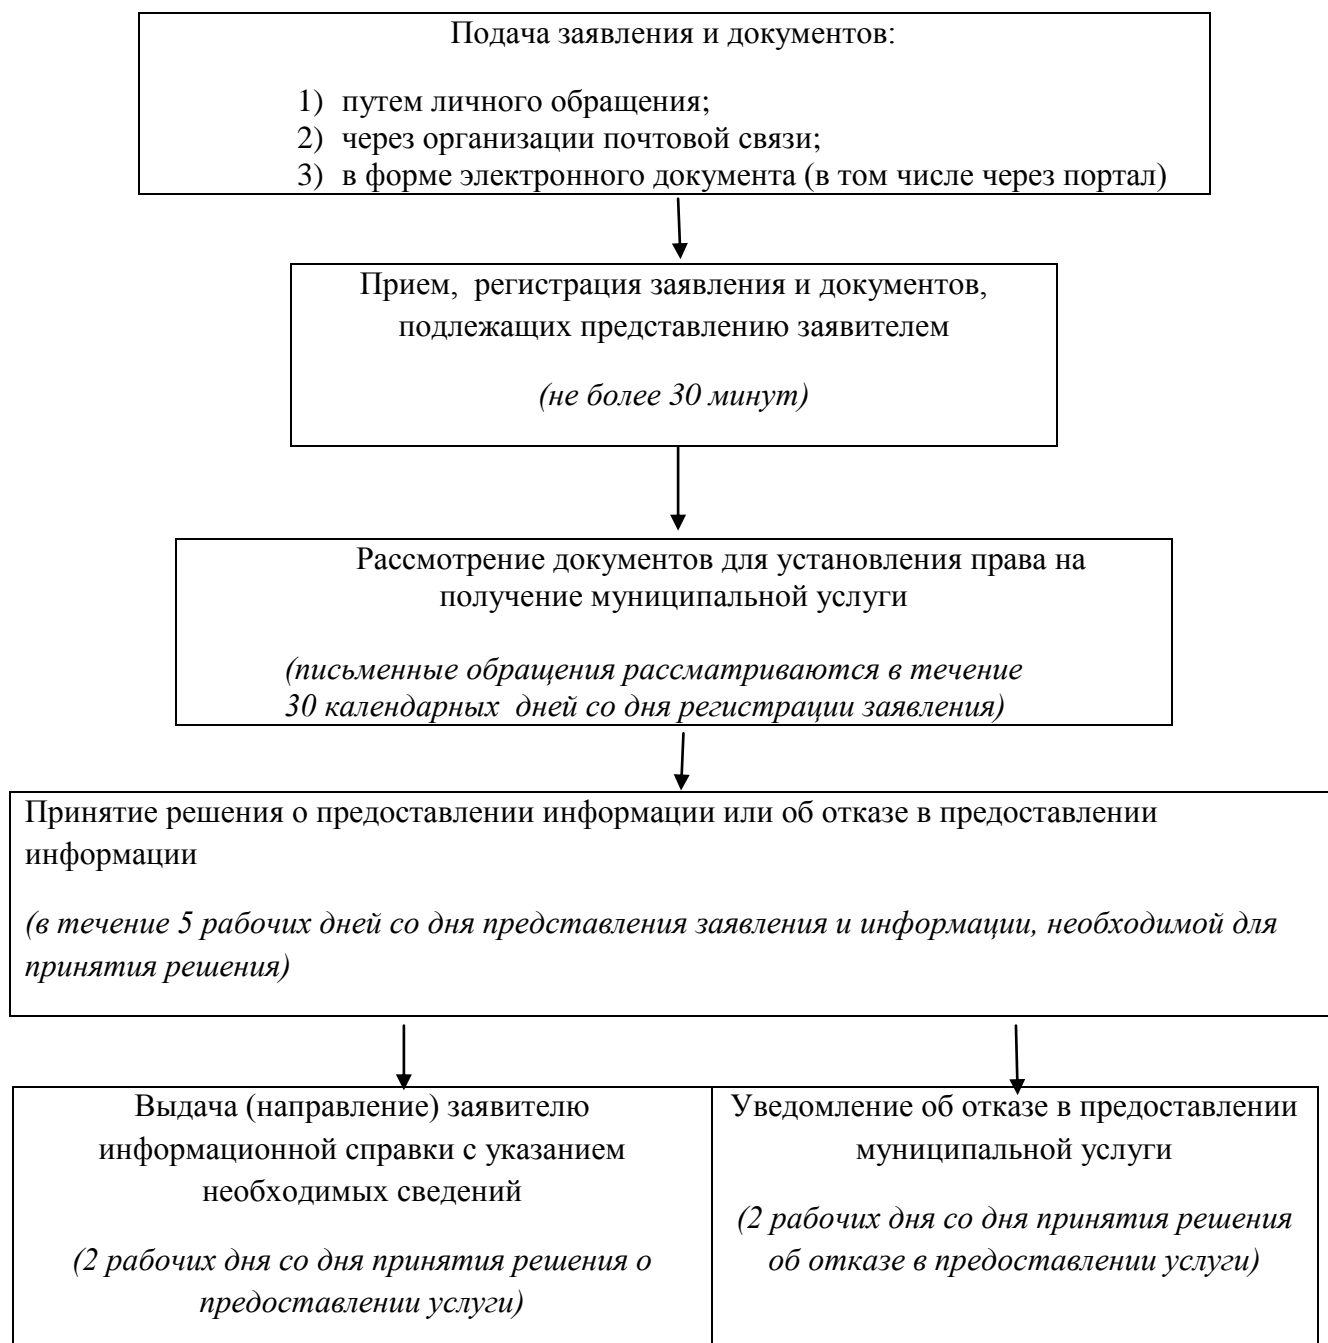 Подача заявления и документов:
1) путем личного обращения;
2) через организации почтовой связи;
3) в форме электронного документа (в том числе через портал)
Прием, регистрация заявления и документов,
подлежащих представлению заявителем
(не более 30 минут)
Рассмотрение документов для установления права на
получение муниципальной услуги
(письменные обращения рассматриваются в течение
30 календарных дней со дня регистрации заявления)
Принятие решения о предоставлении информации или об отказе в предоставлении
информации
(в течение 5 рабочих дней со дня представления заявления и информации, необходимой для
принятия решения)
Выдача (направление) заявителю
информационной справки с указанием
необходимых сведений
(2 рабочих дня со дня принятия решения о
предоставлении услуги)
Уведомление об отказе в предоставлении
муниципальной услуги
(2 рабочих дня со дня принятия решения
об отказе в предоставлении услуги)